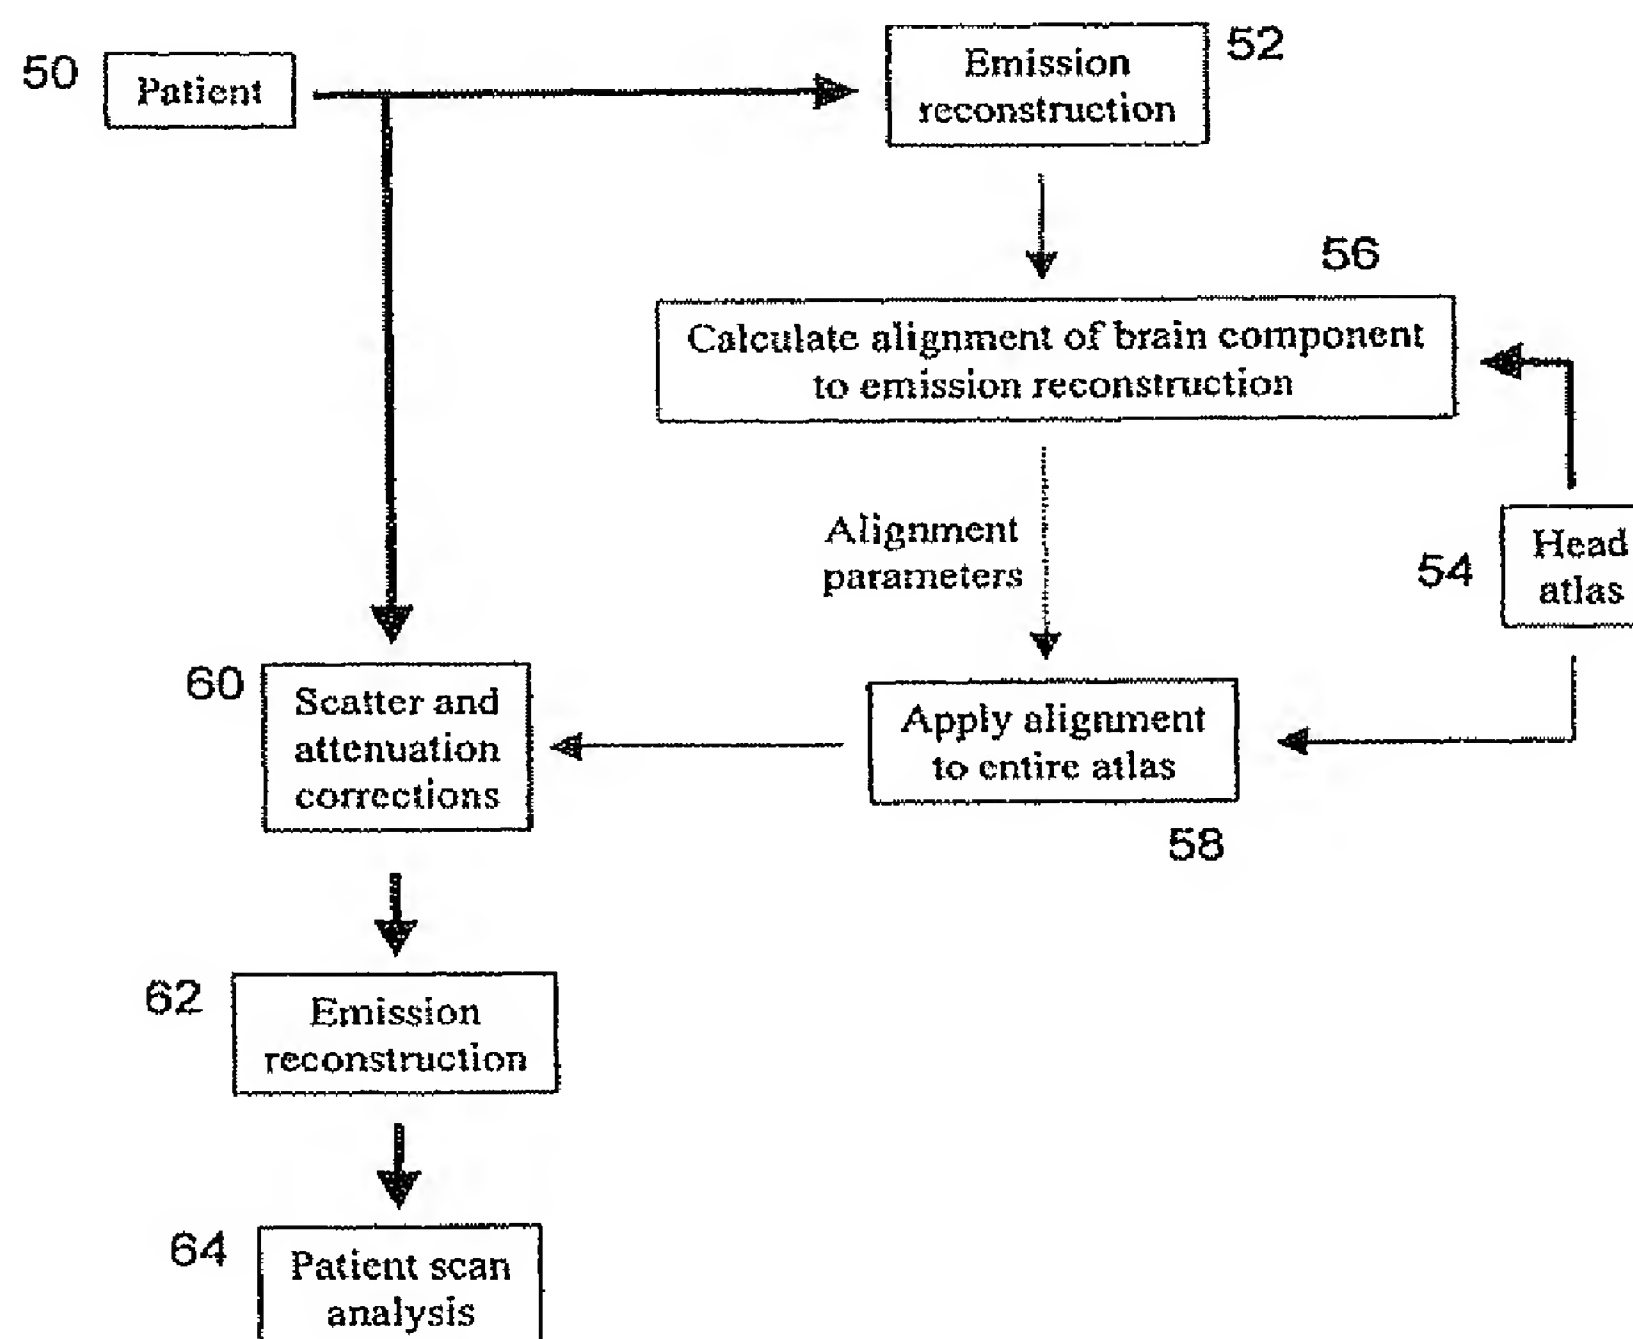 50
Patient
Emission
reconstruction
52
56
Calculate alignment of brain component
to emission reconstruction
Alignment
parameters
54
Head
atlas
60
Scatter and
attenuation
corrections
Apply alignment
to entire atlas
58
62
Emission
reconstruction
64
Patient scan
analysis